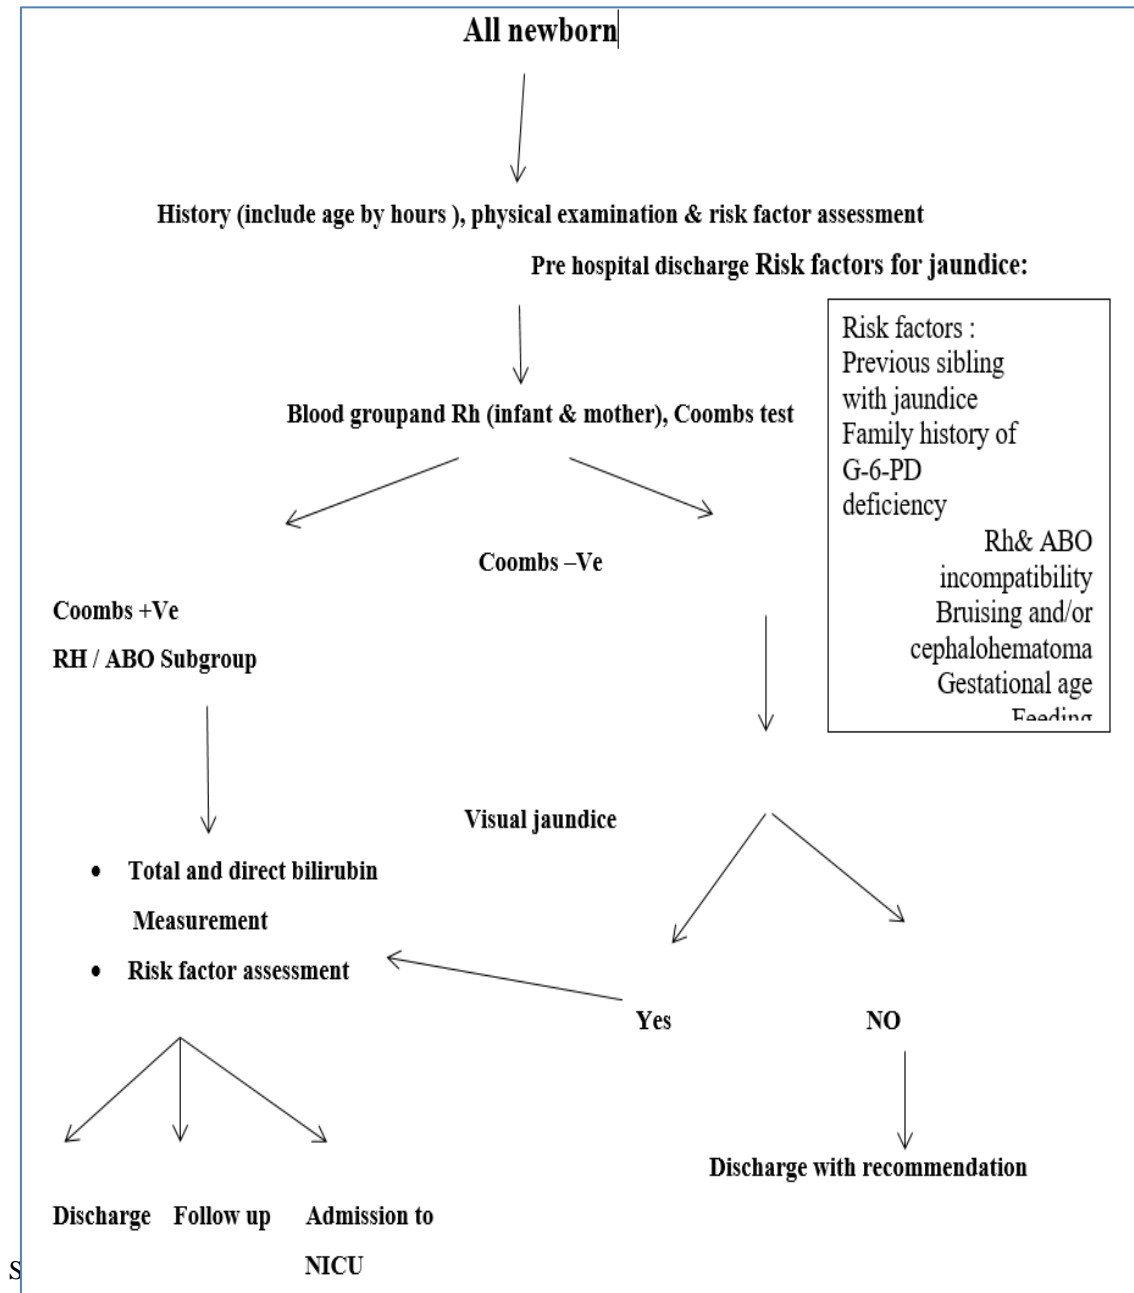 All newborn
History (include age by hours ), physical examination & risk factor assessment
Pre hospital discharge Risk factors for jaundice:
Risk factors :
Previous sibling
with jaundice
Family history of
G-6-PD
deficiency
Rh& ABO
incompatibility
Bruising and/or
cephalohematoma
Gestational age
Feeding
Blood groupand Rh (infant & mother), Coombs test
Coombs –Ve
Coombs +Ve
RH / ABO Subgroup
Visual jaundice
• Total and direct bilirubin
Measurement
• Risk factor assessment
Yes
NO
Discharge with recommendation
Discharge Follow up Admission to
NICU
S